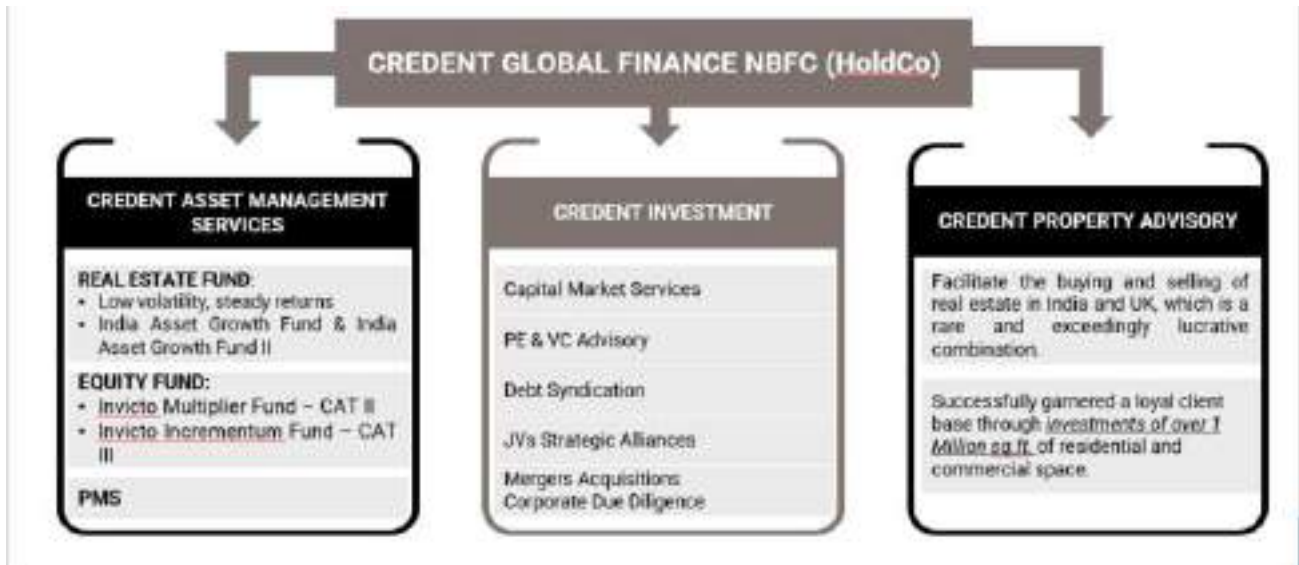 CREDENT GLOBAL FINANCE NBFC (HoldCo)
CREDENT ASSET MANAGEMENT
SERVICES
REAL ESTATE FUND:
• Low volatility, steady returns
• India Asset Growth Fund & India
Asset Growth Fund II
EQUITY FUND:
• Invicto Multiplier Fund – CAT II
• Invicto Incrementum Fund – CAT
III
PMS
CREDENT INVESTMENT
Capital Market Services
PE & VC Advisory
Debt Syndication
JVs Strategic Alliances
Mergers Acquisitions
Corporate Due Diligence
CREDENT PROPERTY ADVISORY
Facilitate the buying and selling of
real estate in India and UK, which is a
rare and exceedingly lucrative
combination.
Successfully garnered a loyal client
base through investments of over 1
Million sq.ft. of residential and
commercial space.